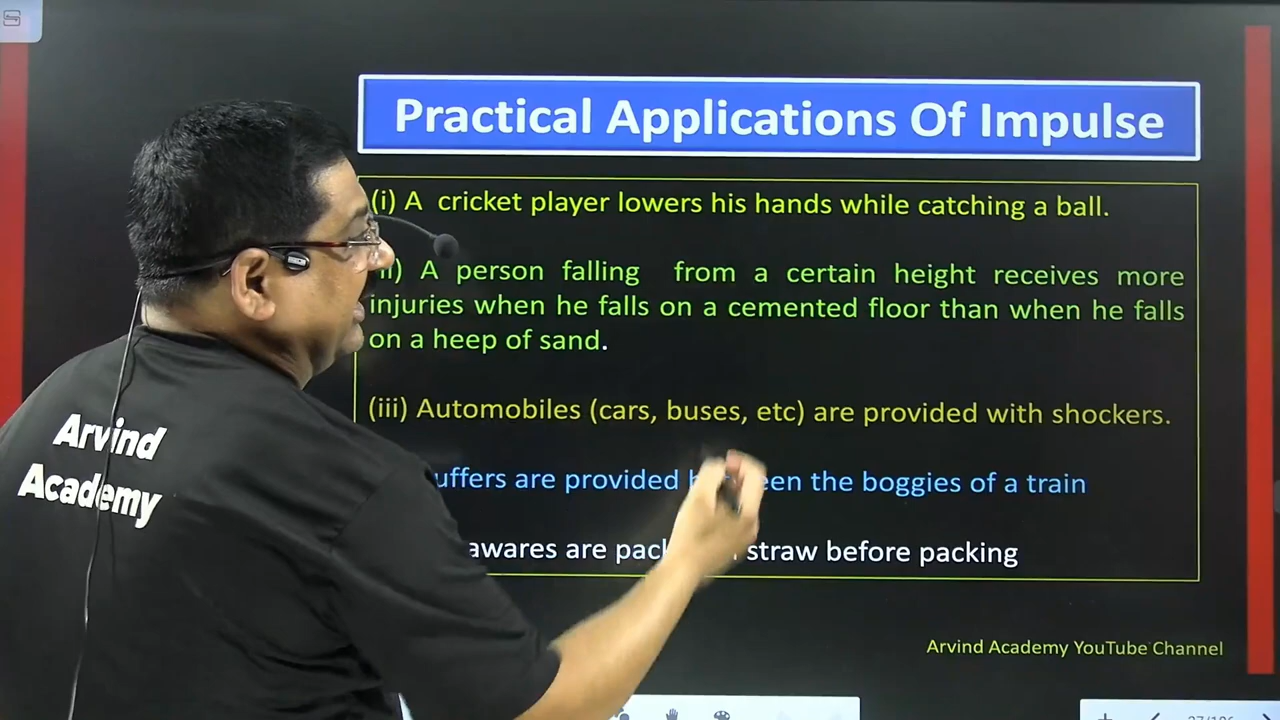 Practical Applications Of Impulse
(i) A cricket player lowers his hands while catching a ball.
A person falling from a certain height receives more
injuries when he falls on a cemented floor than when he falls
on a heep of sand.
(iii) Automobiles (cars, buses, etc) are provided with shockers.
uffers are provided een the boggies of a train
awares are pac straw before packing
Arvind
Academy
Arvind Academy YouTube Channel